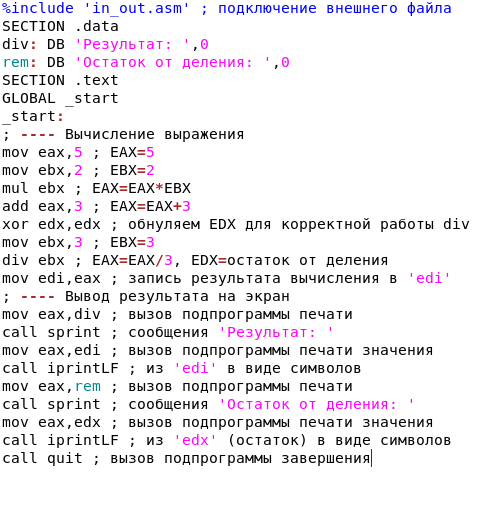 %include 'in_out.asm' ; подключение внешнего файла
SECTION .data
div: DB 'Результат: ',0
rem: DB 'Остаток от деления: ',0
SECTION .text
GLOBAL _start
_start:
; ---- Вычисление выражения
mov eax,5 ; EAX=5
mov ebx,2 ; EBX=2
mul ebx ; EAX=EAX*EBX
add eax,3 ; EAX=EAX+3
xor edx,edx ; обнуляем EDX для корректной работы div
mov ebx,3 ; EBX=3
div ebx ; EAX=EAX/3, EDX=остаток от деления
mov edi,eax ; запись результата вычисления в 'edi'
; ---- Вывод результата на экран
mov eax,div ; вызов подпрограммы печати
call sprint ; сообщения 'Результат: '
mov eax,edi ; вызов подпрограммы печати значения
call iprintLF ; из 'edi' в виде символов
mov eax,rem ; вызов подпрограммы печати
call sprint ; сообщения 'Остаток от деления: '
mov eax,edx ; вызов подпрограммы печати значения
call iprintLF ; из 'edx' (остаток) в виде символов
call quit ; вызов подпрограммы завершения